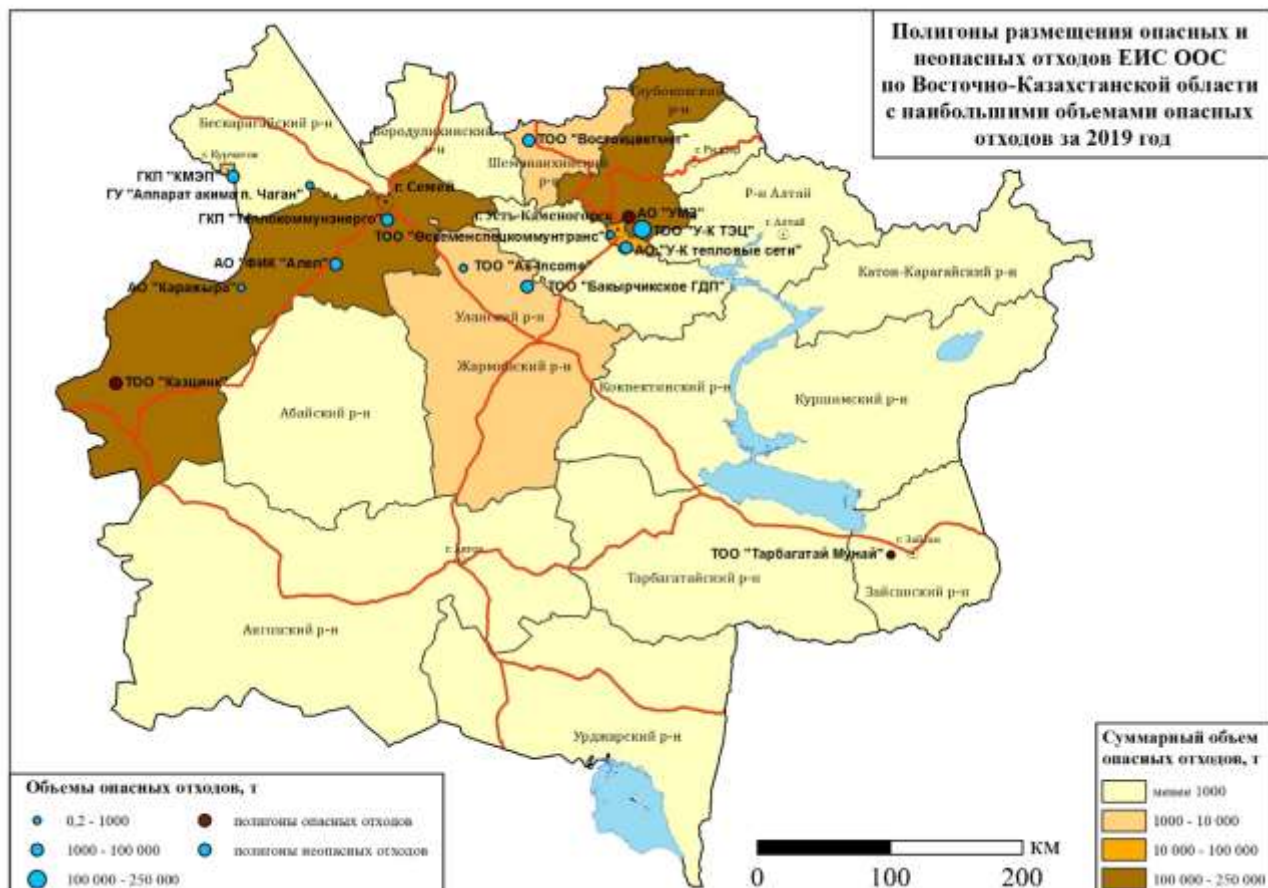 Полигоны размещения опасных и
неопасных отходов ЕИС ООС
по Восточно-Казахстанской области
с наибольшими объемами опасных
отходов за 2019 год
Глубоковский
р-н
Бескарагайский р-н
Бородулихинский
р-н
ТОО "Востокцветмет"
Шемонаихинский
р-н
г. Риддер
г. Курчатов
ГКП "КМЭП"
ГУ "Аппарат акима п. Чаган"
г. Семей
Р-н Алтай
ГКП "Теплокоммунэнерго"
г. Усть-Каменогорск
АО "УМЗ"
г. Алтай
ТОО "Өскеменспецкоммунтранс"
ТОО "У-К ТЭЦ"
АО "У-К тепловые сети"
АО "ФИК "Алел"
ТОО "As-Income"
Катон-Карагайский р-н
АО "Каражыра"
ТОО "Бакырчикское ГДП"
Уланский р-н
Жарминский р-н
ТОО "Казцинк"
Кокпектинский р-н
Абайский р-н
Куршимский р-н
г. Аягоз
г. Зайсан
ТОО "Тарбагатай Мунай"
Тарбагатайский р-н
Зайсанский р-н
Аягозский р-н
Урджарский р-н
Объемы опасных отходов, т
0,2 - 1000
1000 - 100 000
100 000 - 250 000
полигоны опасных отходов
полигоны неопасных отходов
КМ
0 100 200
Суммарный объем
опасных отходов, т
менее 1000
1000 - 10 000
10 000 - 100 000
100 000 - 250 000